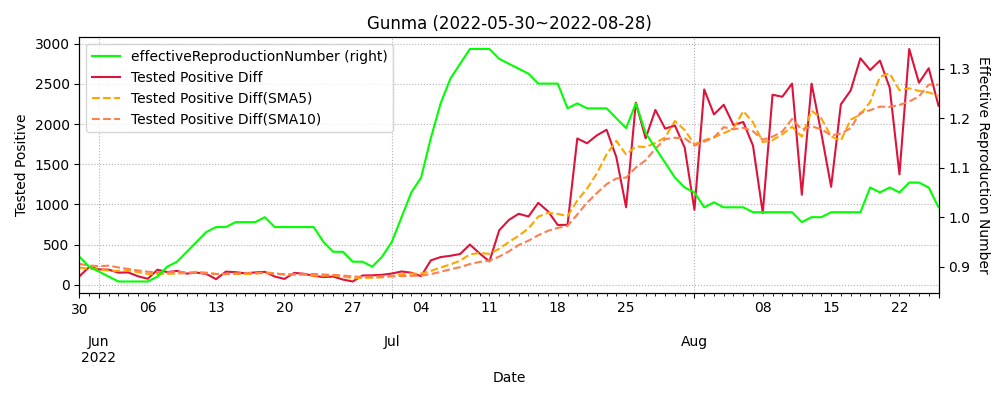 Gunma (2022-05-30~2022-08-28)
effectiveReproductionNumber (right)
Tested Positive Diff
Tested Positive Diff(SMA5)
Tested Positive Diff(SMA10)
Tested Positive
3000
2500
2000
1500
1000
500
0
Effective Reproduction Number
1.3
1.2
1.1
1.0
0.9
30 06 13 20 27 04 11 18 25 08 15 22
Jun Jul Aug
2022
Date